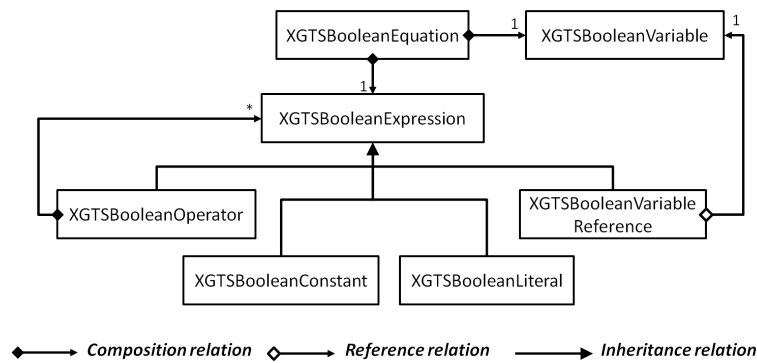 XGTSBooleanEquation
1
XGTSBooleanVariable
1
1
*
XGTSBooleanExpression
XGTSBooleanOperator
XGTSBooleanVariable
Reference
XGTSBooleanConstant
XGTSBooleanLiteral
Composition relation
Reference relation
Inheritance relation